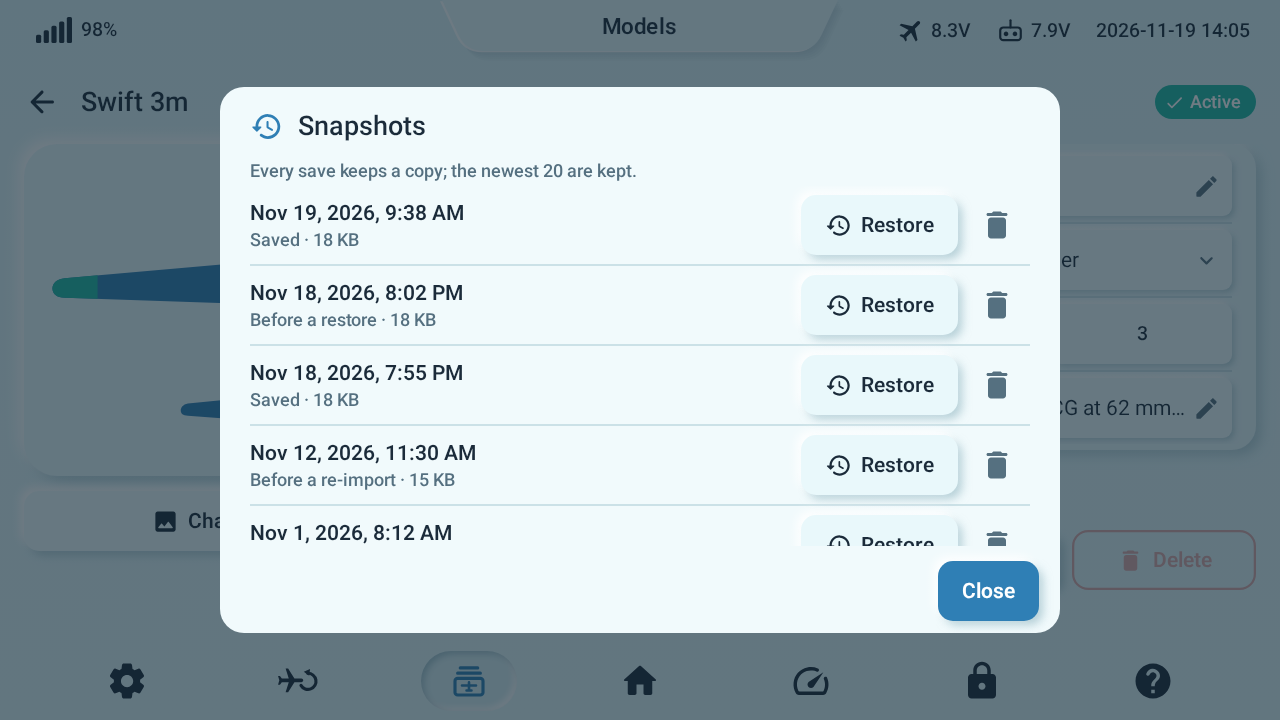 98%
Models
8.3V
7.9V
2026-11-19 14:05
Swift 3m
Active
Snapshots
Every save keeps a copy; the newest 20 are kept.
Nov 19, 2026, 9:38 AM
Saved · 18 KB
Restore
Nov 18, 2026, 8:02 PM
Before a restore · 18 KB
Restore
Nov 18, 2026, 7:55 PM
Saved · 18 KB
Restore
Nov 12, 2026, 11:30 AM
Before a re-import · 15 KB
Restore
Nov 1, 2026, 8:12 AM
Restore
Close
er
3
CG at 62 mm...
Cha
Delete